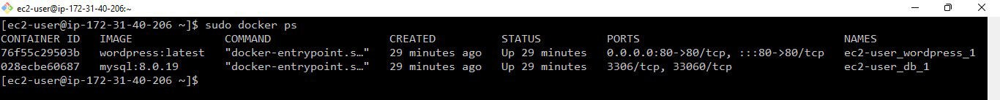 ec2-user@ip-172-31-40-206:~
[ec2-user@ip-172-31-40-206 ~]$ sudo docker ps
CONTAINER ID   IMAGE              COMMAND                  CREATED          STATUS          PORTS                               NAMES
76f55c29503b   wordpress:latest   "docker-entrypoint.s…"   29 minutes ago   Up 29 minutes   0.0.0.0:80->80/tcp, :::80->80/tcp   ec2-user_wordpress_1
028ecbe60687   mysql:8.0.19       "docker-entrypoint.s…"   29 minutes ago   Up 29 minutes   3306/tcp, 33060/tcp                 ec2-user_db_1
[ec2-user@ip-172-31-40-206 ~]$